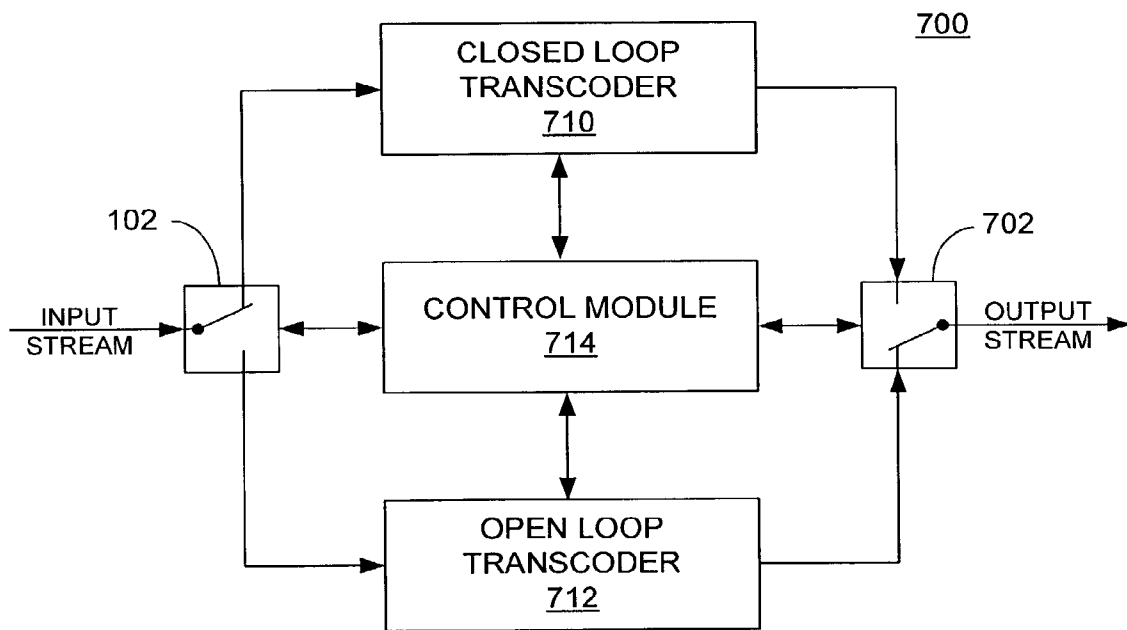 700
CLOSED LOOP
TRANSCODER
710
102
702
INPUT
STREAM
CONTROL MODULE
714
OUTPUT
STREAM
OPEN LOOP
TRANSCODER
712